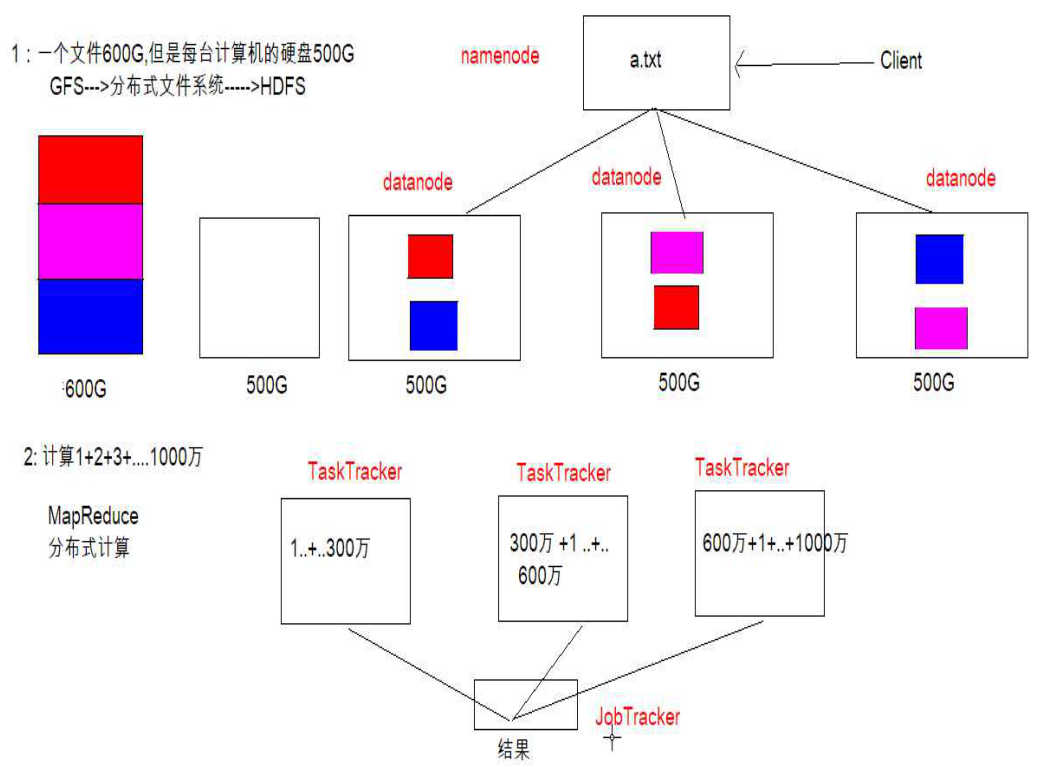 1：一个文件600G,但是每台计算机的硬盘500G
GFS--->分布式文件系统----->HDFS
namenode
a.txt
Client
datanode
datanode
datanode
600G
500G
500G
500G
500G
2: 计算1+2+3+....1000万
MapReduce
分布式计算
TaskTracker
TaskTracker
TaskTracker
1..+..300万
300万 +1 ..+..
600万
600万+1+..+1000万
JobTracker
结果